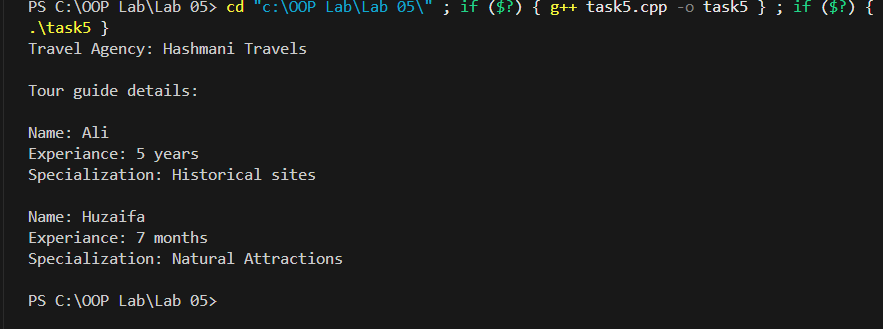 PS C:\OOP Lab\Lab 05> cd "c:\OOP Lab\Lab 05\" ; if ($?) { g++ task5.cpp -o task5 } ; if ($?) {
.\task5 }
Travel Agency: Hashmani Travels
Tour guide details:
Name: Ali
Experiance: 5 years
Specialization: Historical sites
Name: Huzaifa
Experiance: 7 months
Specialization: Natural Attractions
PS C:\OOP Lab\Lab 05>